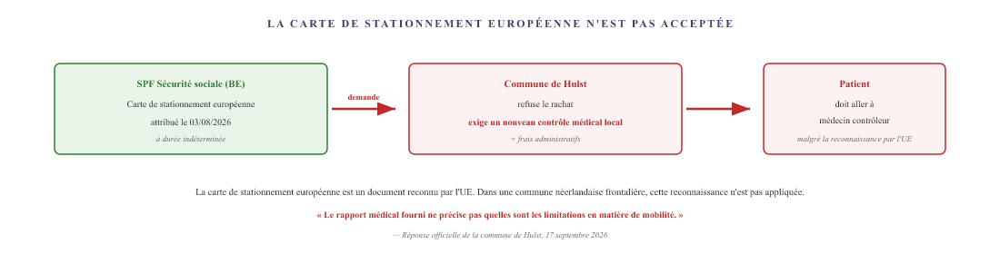 LA CARTE DE STATIONNEMENT EUROPÉENNE N'EST PAS ACCEPTÉE
SPF Sécurité sociale (BE)
Carte de stationnement européenne
attribué le 03/08/2026
à durée indéterminée
demande
Commune de Hulst
refuse le rachat
exige un nouveau contrôle médical local
+ frais administratifs
Patient
doit aller à
médecin contrôleur
malgré la reconnaissance par l'UE
La carte de stationnement européenne est un document reconnu par l'UE. Dans une commune néerlandaise frontalière, cette reconnaissance n'est pas appliquée.
« Le rapport médical fourni ne précise pas quelles sont les limitations en matière de mobilité. »
— Réponse officielle de la commune de Hulst, 17 septembre 2026